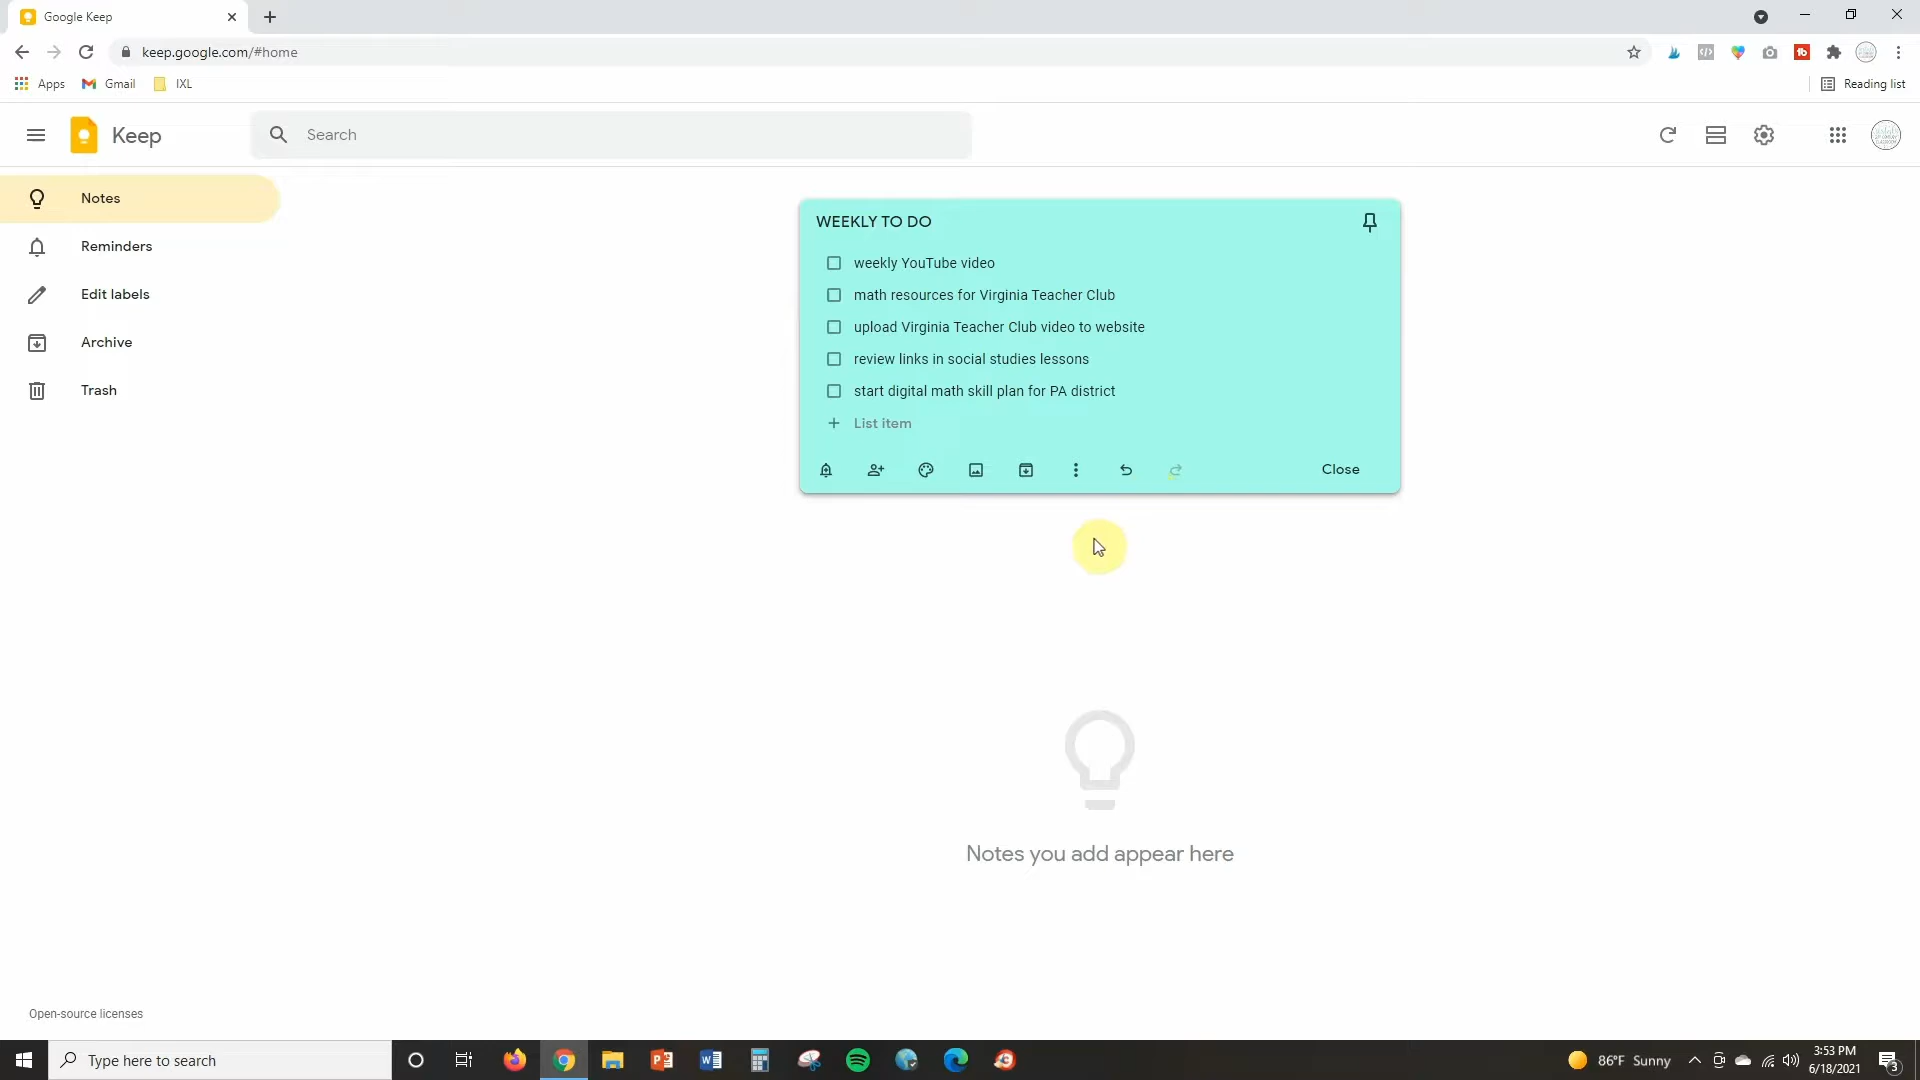 Google Keep
keep.google.com/#home
Apps
Gmail
IXL
Reading list
Keep
Search
Notes
Reminders
Edit labels
Archive
Trash
WEEKLY TO DO
weekly YouTube video
math resources for Virginia Teacher Club
upload Virginia Teacher Club video to website
review links in social studies lessons
start digital math skill plan for PA district
List item
Close
Notes you add appear here
Open-source licenses
Type here to search
86°F Sunny
3:53 PM
6/18/2021
3